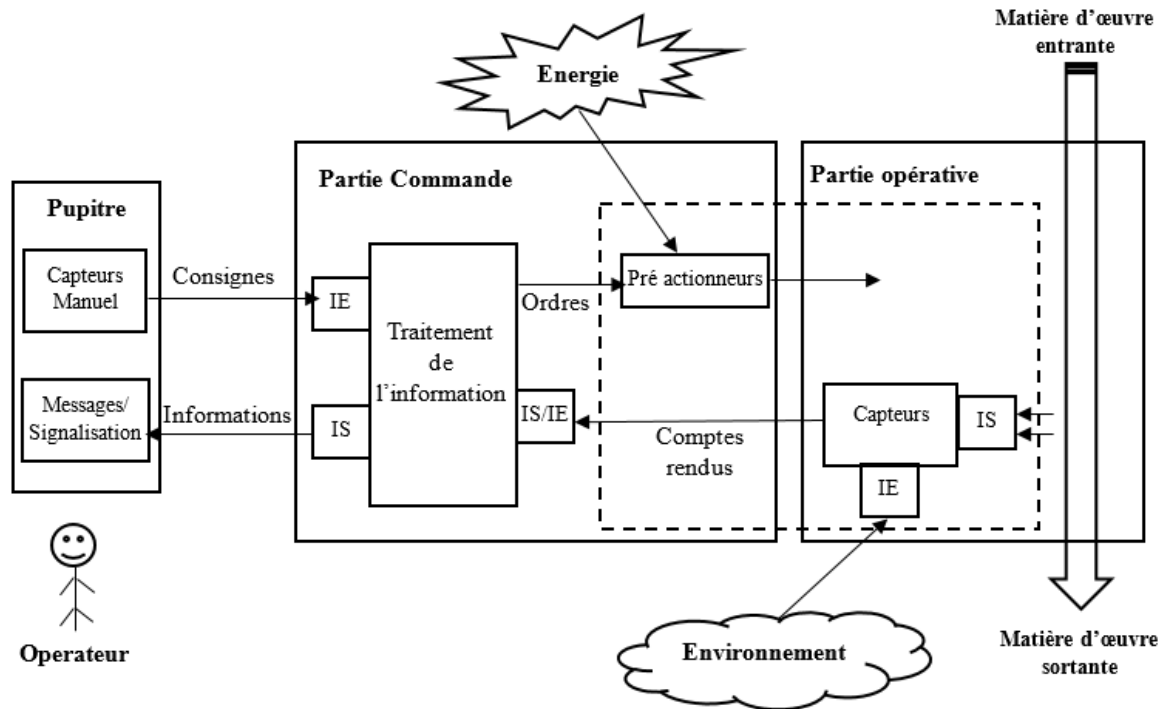 Matière d'œuvre
entrante
Energie
Partie Commande
Partie opérative
Pupitre
Capteurs
Manuel
Consignes
IE
Traitement
de
l'information
Ordres
Pré actionneurs
Messages/
Signalisation
Informations
IS
IS/IE
Comptes
rendus
Capteurs
IS
IE
Operateur
Environnement
Matière d'œuvre
sortante